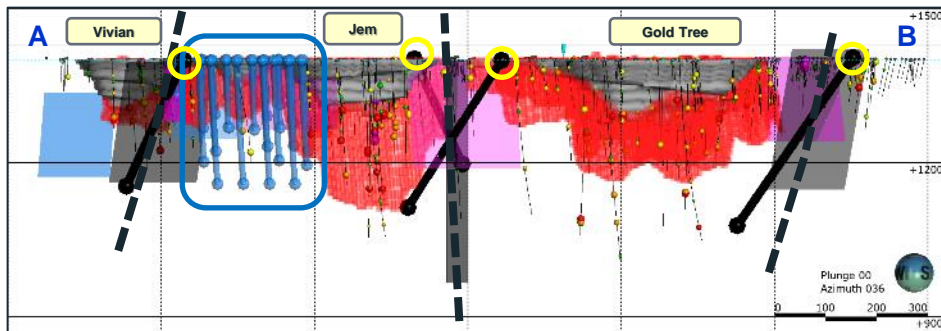 A
Vivian
Jem
Gold Tree
B
+1500
+1200
Plunge 00
Azimuth 036
W S
0 100 200 300
+900